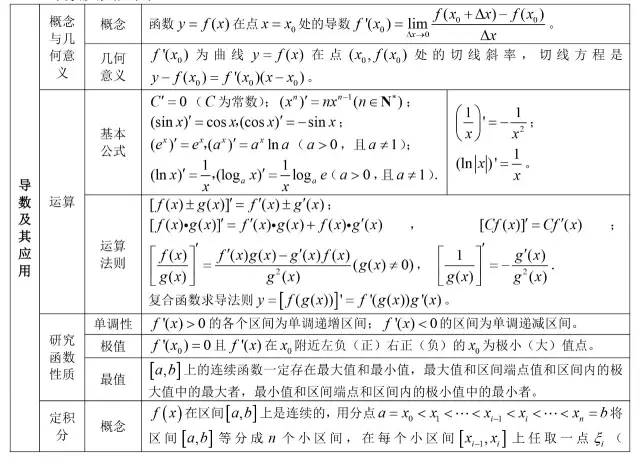 导数及其应用
概念与几何意义
概念
函数 y=f(x) 在点 x=x₀ 处的导数 f'(x₀)=lim_{Δx→0} (f(x₀+Δx)−f(x₀))/Δx。
几何意义
f'(x₀) 为曲线 y=f(x) 在点 (x₀,f(x₀) 处的切线斜率，切线方程是
y−f(x₀)=f'(x₀)(x−x₀)。
运算
基本公式
C′=0（C 为常数）；(xⁿ)′=nxⁿ⁻¹(n∈N*)；
(sin x)′=cos x,(cos x)′=−sin x；
(eˣ)′=eˣ,(aˣ)′=aˣ ln a（a>0，且 a≠1）；
(ln x)′=1/x,(log_a x)′=1/x log_a e(a>0,且 a≠1).
(1/x)'=−1/x²；
(ln|x|)'=1/x。
运算法则
[f(x)±g(x)]′=f′(x)±g′(x)；
[f(x)•g(x)]′=f′(x)•g(x)+f(x)•g′(x) ， [Cf(x)]′=Cf′(x) ；
[f(x)/g(x)]′=(f′(x)g(x)−g′(x)f(x))/g²(x) (g(x)≠0)，[1/g(x)]′=−g′(x)/g²(x).
复合函数求导法则 y=[f(g(x))]'=f'(g(x))g'(x)。
研究函数性质
单调性
f'(x)>0 的各个区间为单调递增区间；f'(x)<0 的区间为单调递减区间。
极值
f'(x₀)=0 且 f'(x) 在 x₀ 附近左负（正）右正（负）的 x₀ 为极小（大）值点。
最值
[a,b] 上的连续函数一定存在最大值和最小值，最大值和区间端点值和区间内的极
大值中的最大者，最小值和区间端点和区间内的极小值中的最小者。
定积分
概念
f(x) 在区间 [a,b] 上是连续的，用分点 a=x₀<x₁<⋯<x_{i−1}<x_i<⋯<x_n=b 将
区间 [a,b] 等分成 n 个小区间，在每个小区间 [x_{i−1},x_i] 上任取一点 ξ_i（